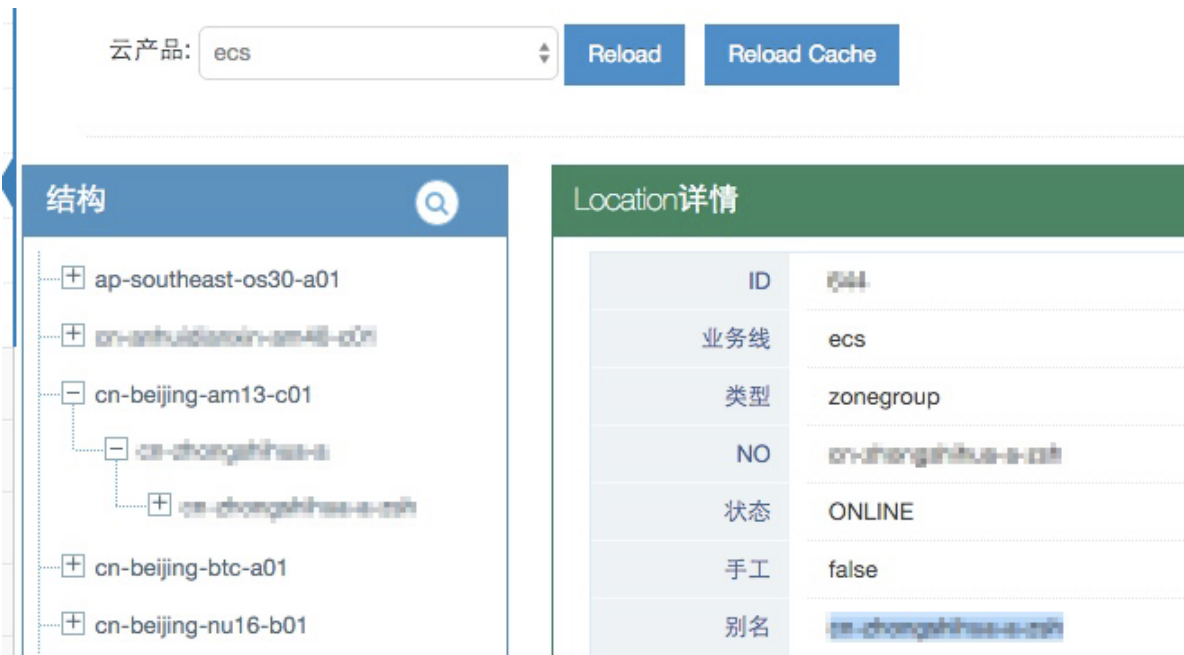 云产品: ecs Reload Reload Cache
结构
ap-southeast-os30-a01
cn-beijing-am13-c01
cn-beijing-btc-a01
cn-beijing-nu16-b01
Location详情
ID
业务线 ecs
类型 zonegroup
NO
状态 ONLINE
手工 false
别名